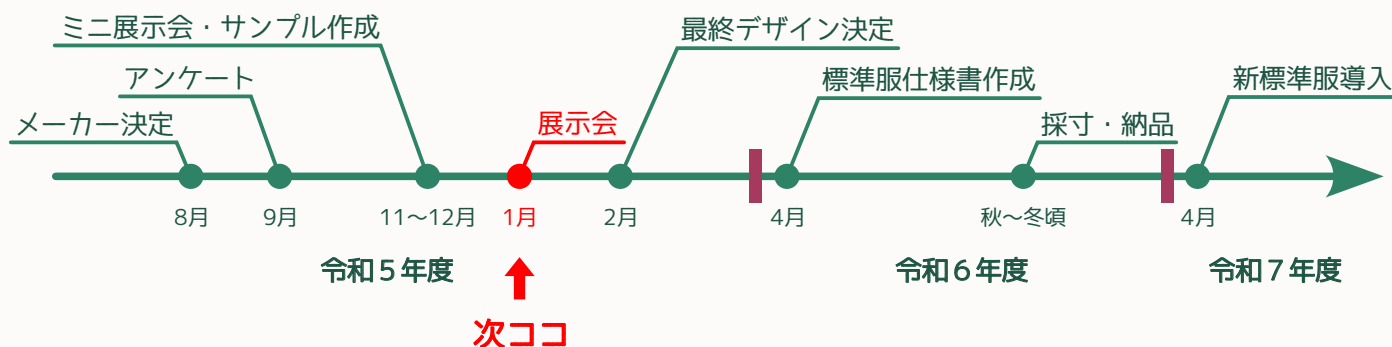 ミニ展示会・サンプル作成
最終デザイン決定
アンケート
標準服仕様書作成
新標準服導入
メーカー決定
展示会
採寸・納品
8月
9月
11～12月
1月
2月
4月
秋～冬頃
4月
令和５年度
令和６年度
令和７年度
次ココ